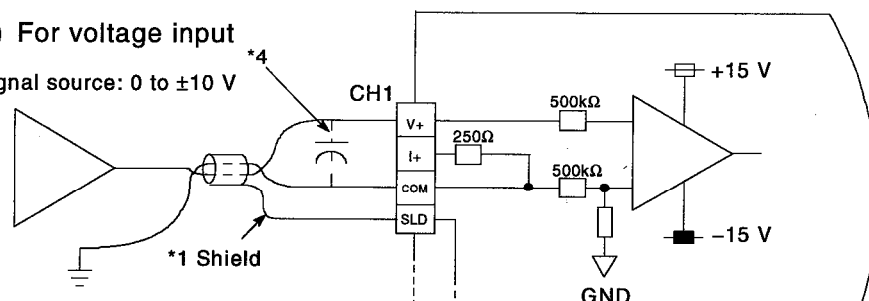 For voltage input
*4
gnal source: 0 to ±10 V
CH1
V+
I+
COM
SLD
250Ω
500kΩ
500kΩ
+15 V
−15 V
*1 Shield
GND